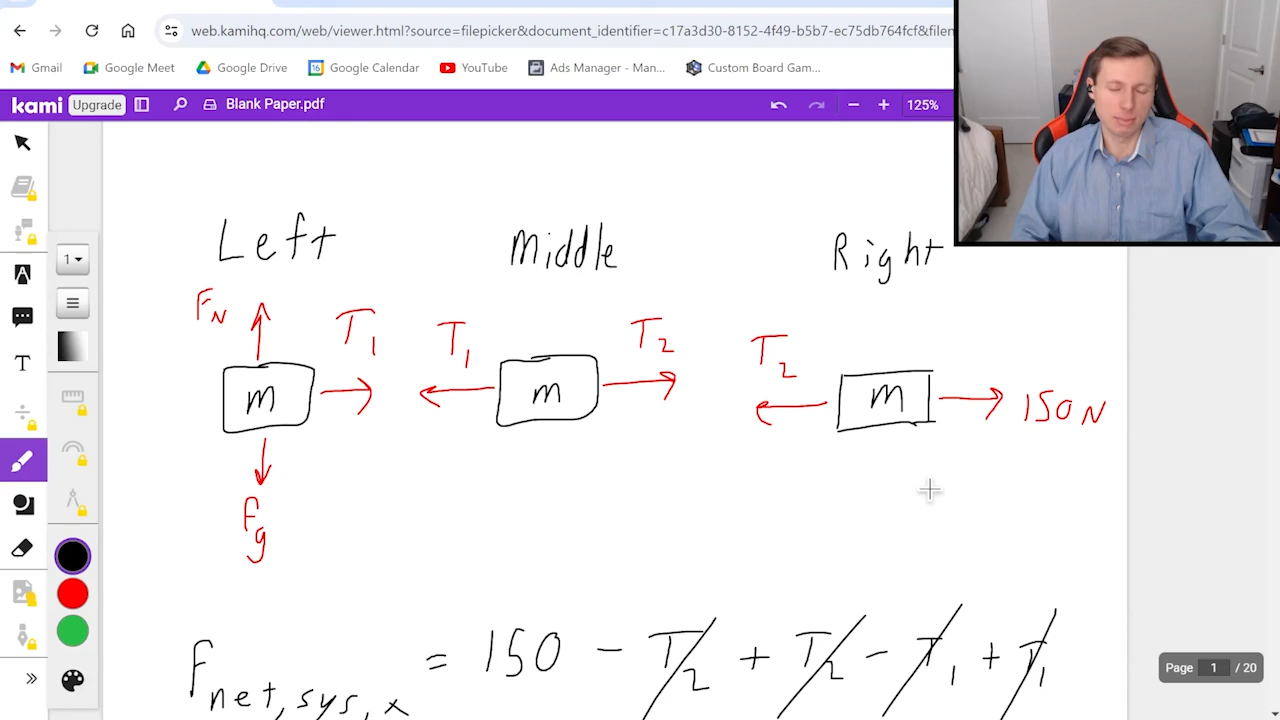 web.kamihq.com/web/viewer.html?source=filepicker&document_identifier=c17a3d30-8152-4f49-b5b7-ec75db764fcf&filen
Gmail Google Meet Google Drive Google Calendar YouTube Ads Manager - Man... Custom Board Gam...
kami Upgrade Blank Paper.pdf 125%
Left Middle Right
F_N T_1 T_1 T_2 T_2
m m m 150N
F_g
F_net,sys,x = 150 - T_2 + T_2 - T_1 + T_1
1
A
T
Page 1 / 20